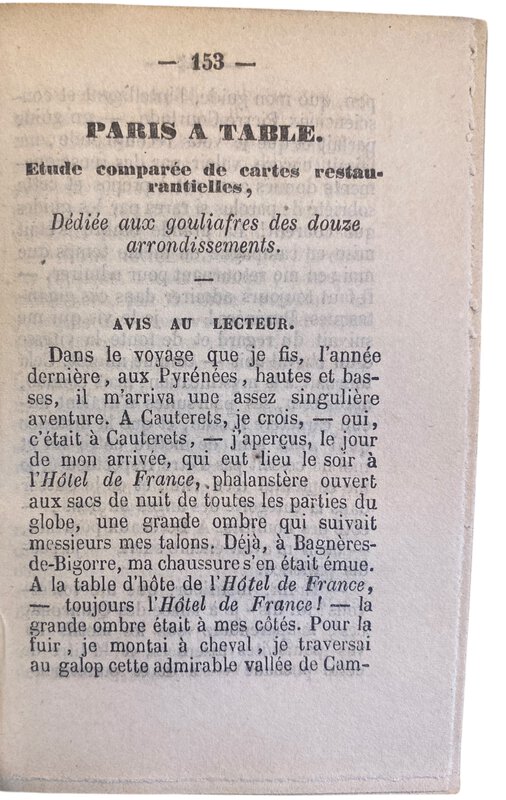 — 153 —
PARIS A TABLE.
Etude comparée de cartes restau-
rantielles,
Dédiée aux gouliafres des douze
arrondissements.
—
AVIS AU LECTEUR.
Dans le voyage que je fis, l'année
dernière, aux Pyrénées, hautes et bas-
ses, il m'arriva une assez singulière
aventure. A Cauterets, je crois, — oui,
c'était à Cauterets, — j'aperçus, le jour
de mon arrivée, qui eut lieu le soir à
l'Hôtel de France, phalanstère ouvert
aux sacs de nuit de toutes les parties du
globe, une grande ombre qui suivait
messieurs mes talons. Déjà, à Bagnères-
de-Bigorre, ma chaussure s'en était émue.
A la table d'hôte de l'Hôtel de France,
— toujours l'Hôtel de France! — la
grande ombre était à mes côtés. Pour la
fuir, je montai à cheval, je traversai
au galop cette admirable vallée de Cam-